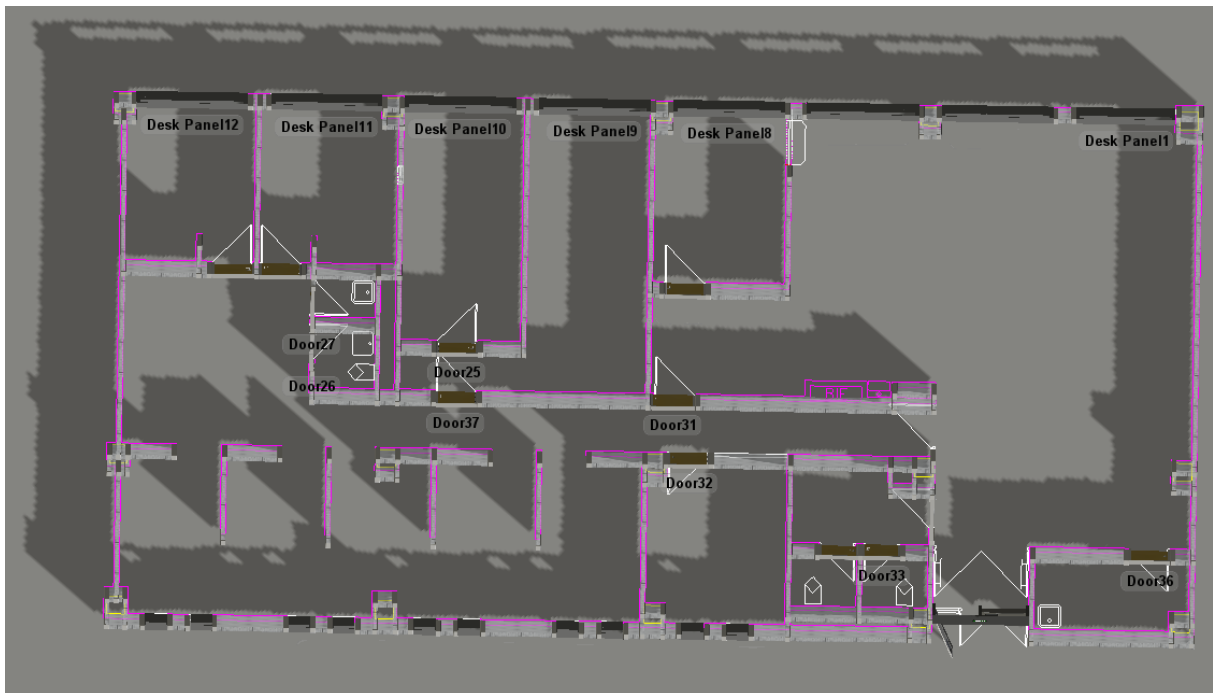 Desk Panel12
Desk Panel11
Desk Panel10
Desk Panel9
Desk Panel8
Desk Panel1
Door27
Door25
Door26
Door37
Door31
Door32
Door33
Door36